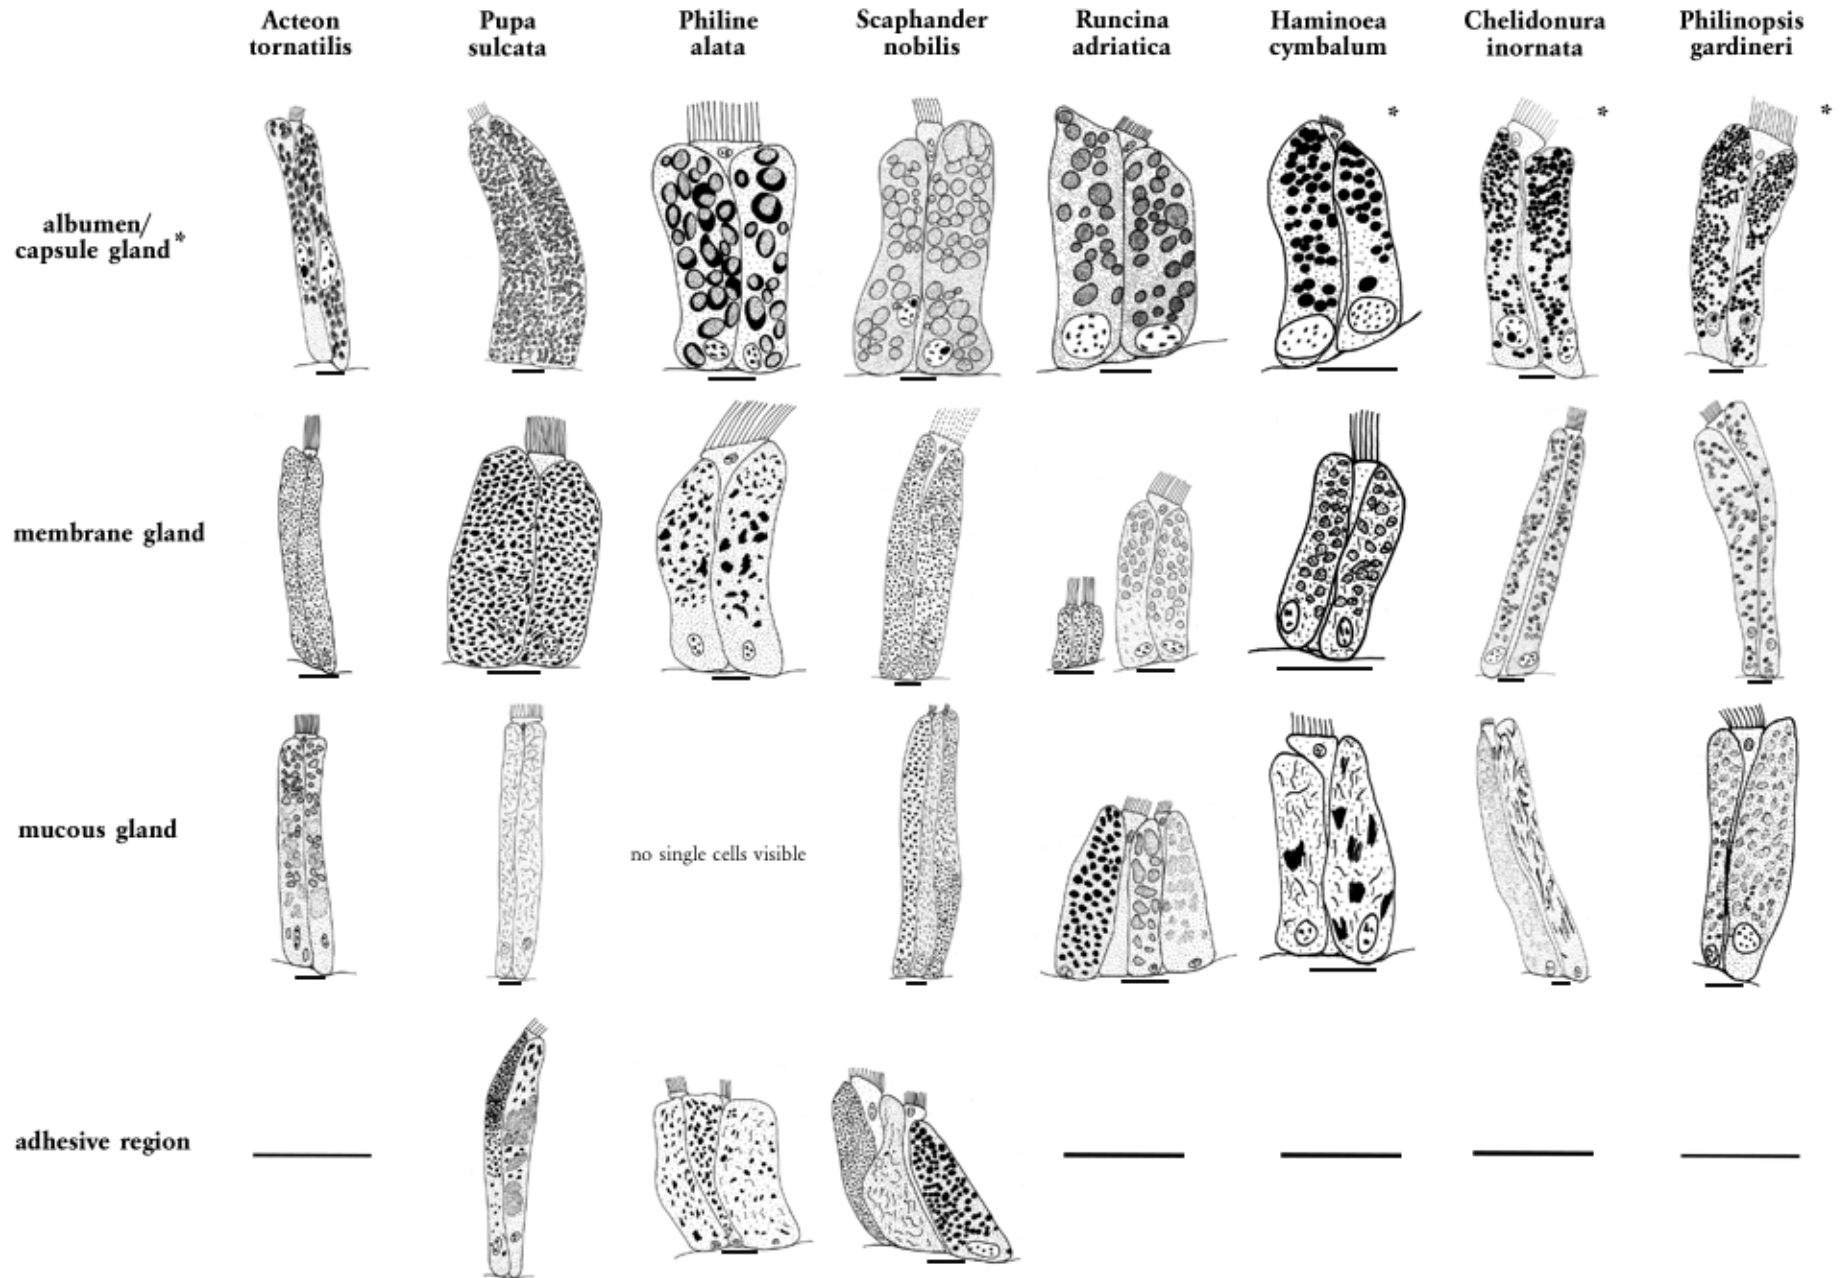 Acteon
tornatilis
Pupa
sulcata
Philine
alata
Scaphander
nobilis
Runcina
adriatica
Haminoea
cymbalum
Chelidonura
inornata
Philinopsis
gardineri
albumen/
capsule gland*
*
*
*
membrane gland
mucous gland
no single cells visible
adhesive region